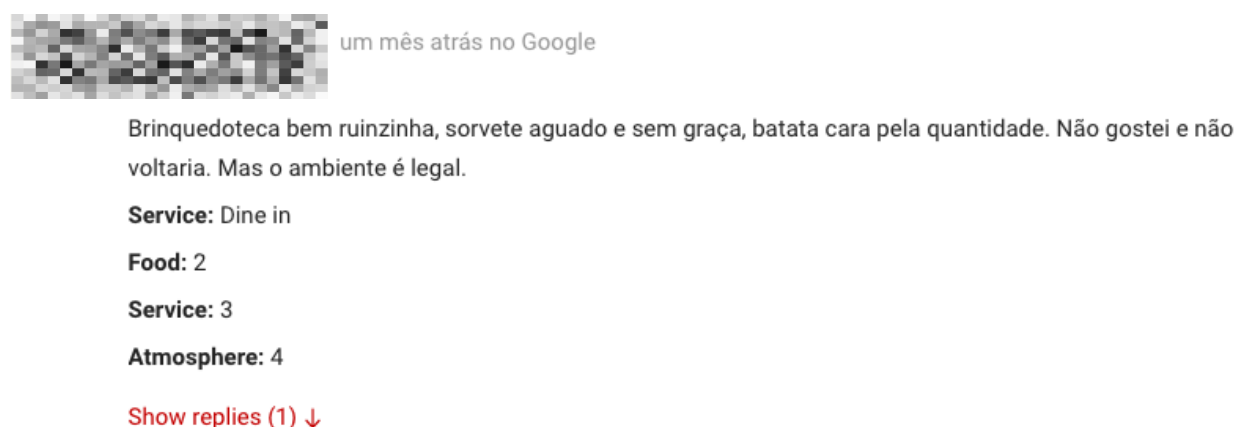 um mês atrás no Google
Brinquedoteca bem ruinzinha, sorvete aguado e sem graça, batata cara pela quantidade. Não gostei e não
voltaria. Mas o ambiente é legal.
Service: Dine in
Food: 2
Service: 3
Atmosphere: 4
Show replies (1) ↓